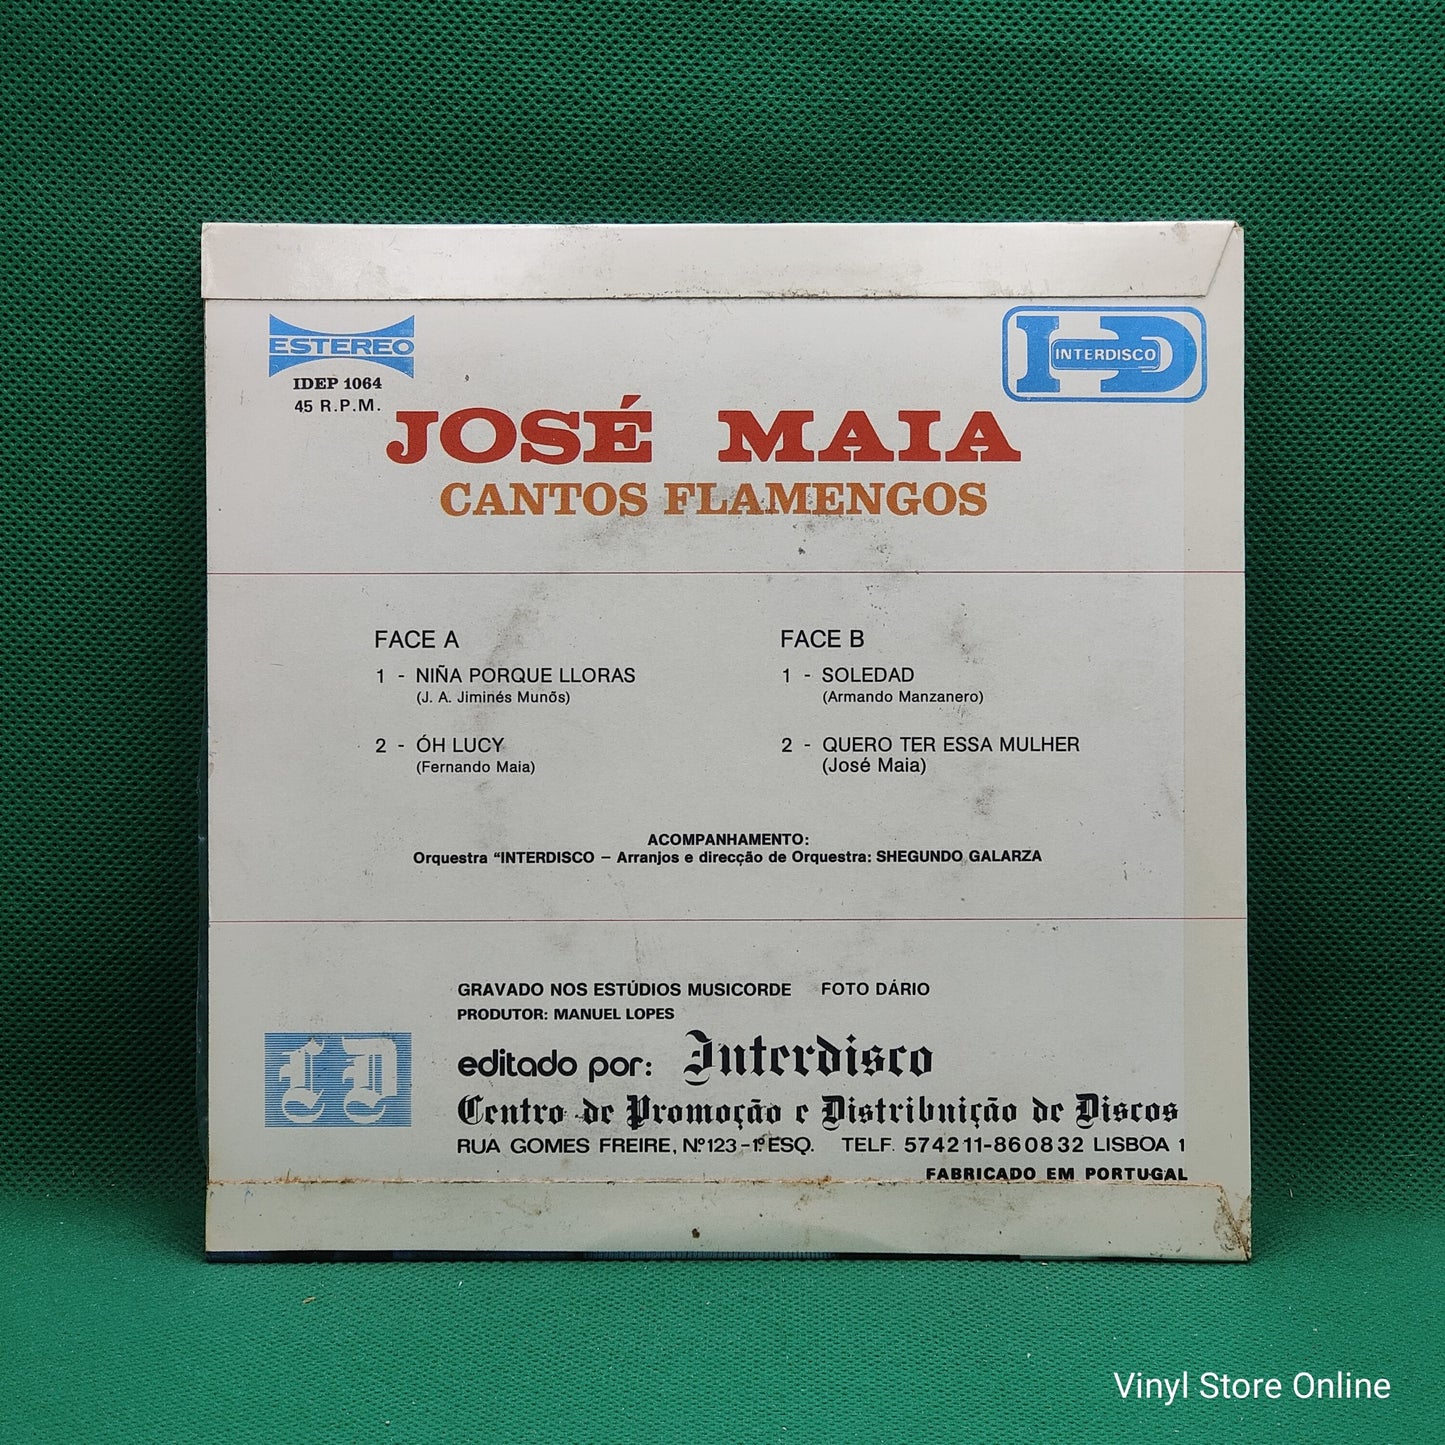 ESTEREO
IDEP 1064
45 R.P.M.
INTERDISCO
JOSÉ MAIA
CANTOS FLAMENGOS
FACE A
1 - NIÑA PORQUE LLORAS
(J. A. Jiminés Munõs)
2 - ÓH LUCY
(Fernando Maia)
FACE B
1 - SOLEDAD
(Armando Manzanero)
2 - QUERO TER ESSA MULHER
(José Maia)
ACOMPANHAMENTO:
Orquestra “INTERDISCO – Arranjos e direcção de Orquestra: SHEGUNDO GALARZA
GRAVADO NOS ESTÚDIOS MUSICORDE FOTO DÁRIO
PRODUTOR: MANUEL LOPES
ID
editado por: Interdisco
Centro de Promoção e Distribuição de Discos
RUA GOMES FREIRE, N.º 123 - 1.º ESQ. TELF. 574211-860832 LISBOA 1
FABRICADO EM PORTUGAL
Vinyl Store Online